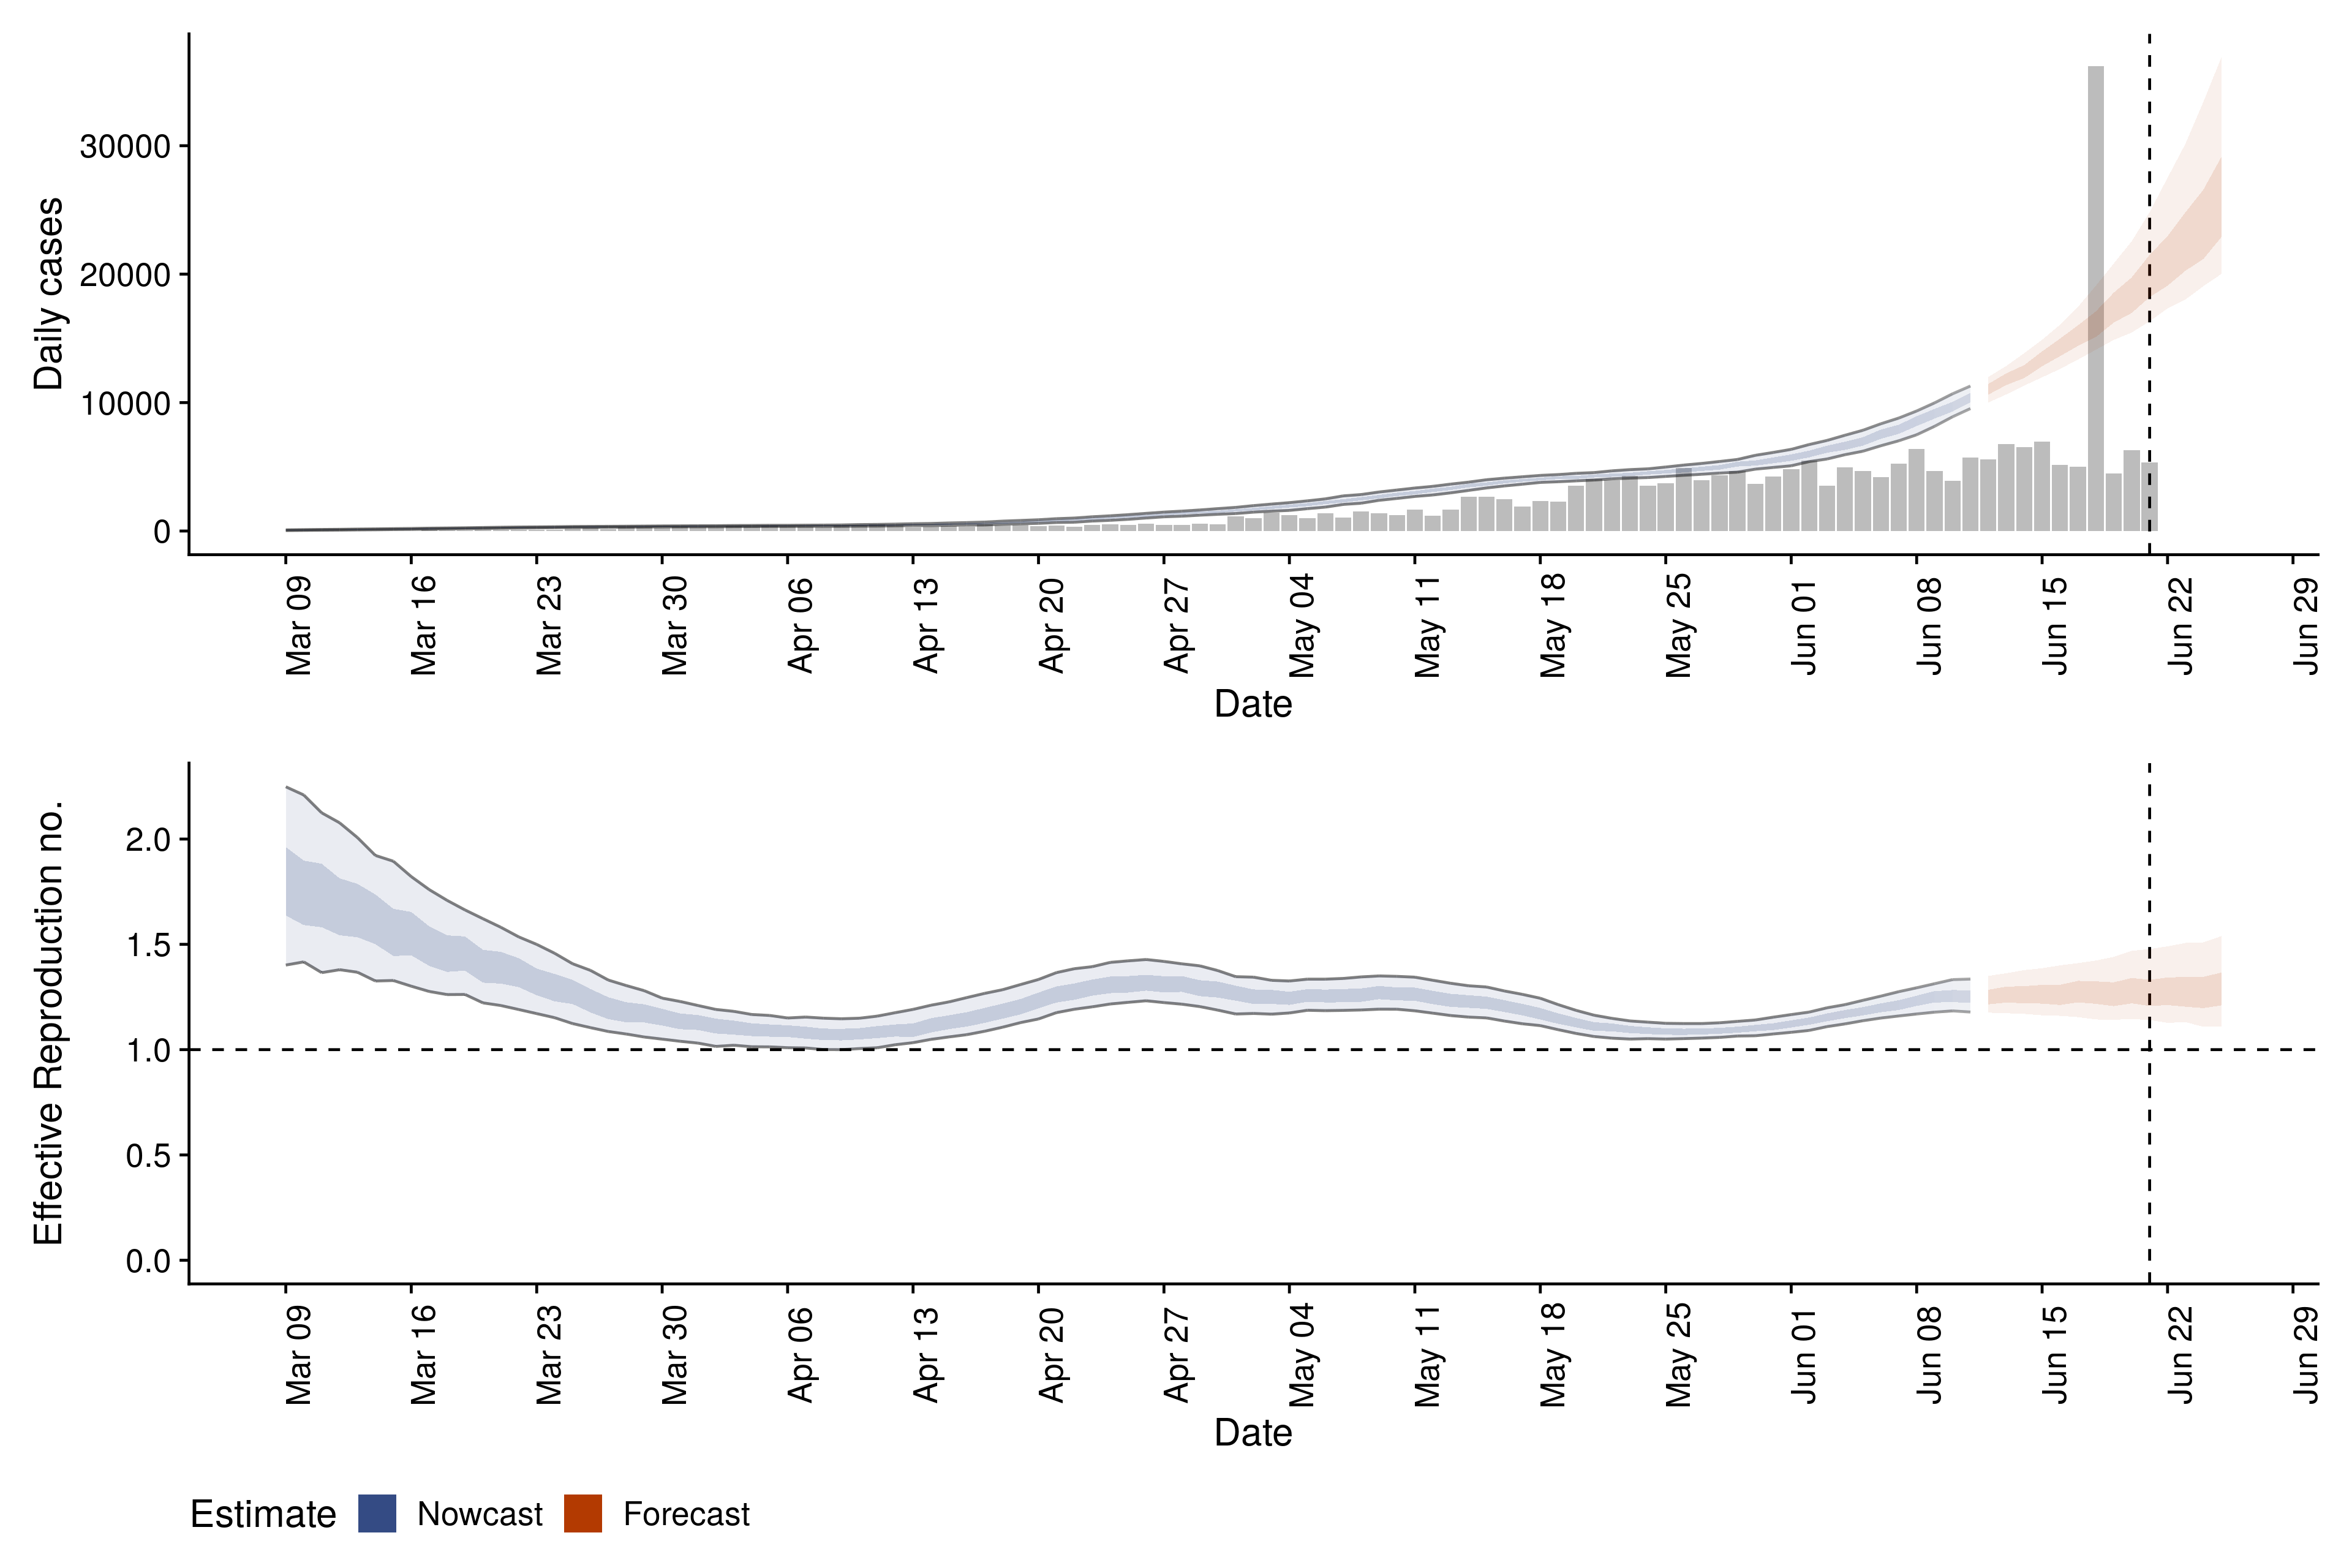 Daily cases
30000
20000
10000
0
Mar 09 Mar 16 Mar 23 Mar 30 Apr 06 Apr 13 Apr 20 Apr 27 May 04 May 11 May 18 May 25 Jun 01 Jun 08 Jun 15 Jun 22 Jun 29
Date
Effective Reproduction no.
2.0
1.5
1.0
0.5
0.0
Mar 09 Mar 16 Mar 23 Mar 30 Apr 06 Apr 13 Apr 20 Apr 27 May 04 May 11 May 18 May 25 Jun 01 Jun 08 Jun 15 Jun 22 Jun 29
Date
Estimate Nowcast Forecast